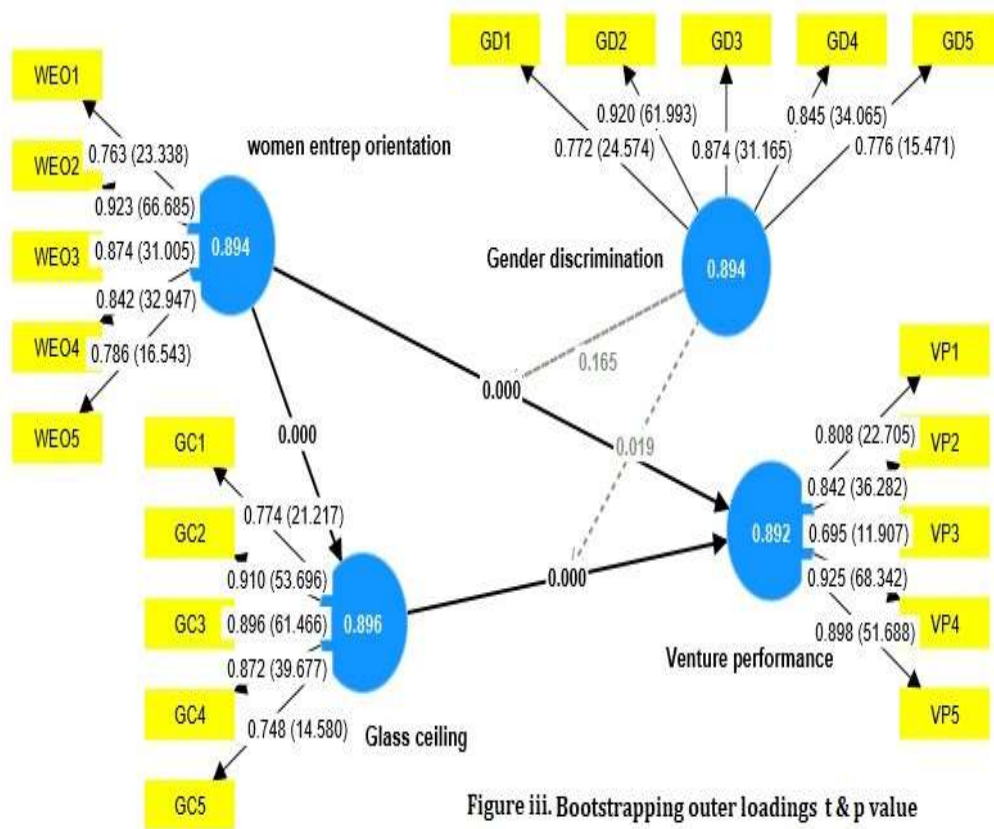 GD1
GD2
GD3
GD4
GD5
0.772 (24.574)
0.920 (61.993)
0.874 (31.165)
0.845 (34.065)
0.776 (15.471)
Gender discrimination
0.894
WEO1
WEO2
WEO3
WEO4
WEO5
0.763 (23.338)
0.923 (66.685)
0.874 (31.005)
0.842 (32.947)
0.786 (16.543)
women entrep orientation
0.894
0.165
0.000
0.019
0.000
0.000
GC1
GC2
GC3
GC4
GC5
0.774 (21.217)
0.910 (53.696)
0.896 (61.466)
0.872 (39.677)
0.748 (14.580)
0.896
Glass ceiling
VP1
VP2
VP3
VP4
VP5
0.808 (22.705)
0.842 (36.282)
0.695 (11.907)
0.925 (68.342)
0.898 (51.688)
0.892
Venture performance
Figure iii. Bootstrapping outer loadings t & p value